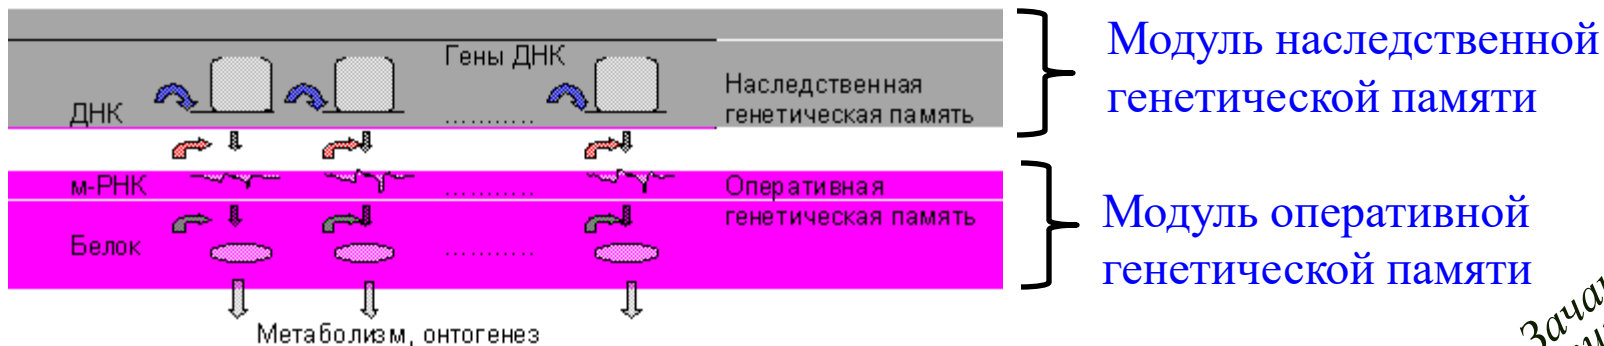 Гены ДНК
ДНК
...........
Наследственная
генетическая память
Модуль наследственной
генетической памяти
м-РНК
...........
Оперативная
генетическая память
Белок
...........
Модуль оперативной
генетической памяти
Метаболизм, онтогенез